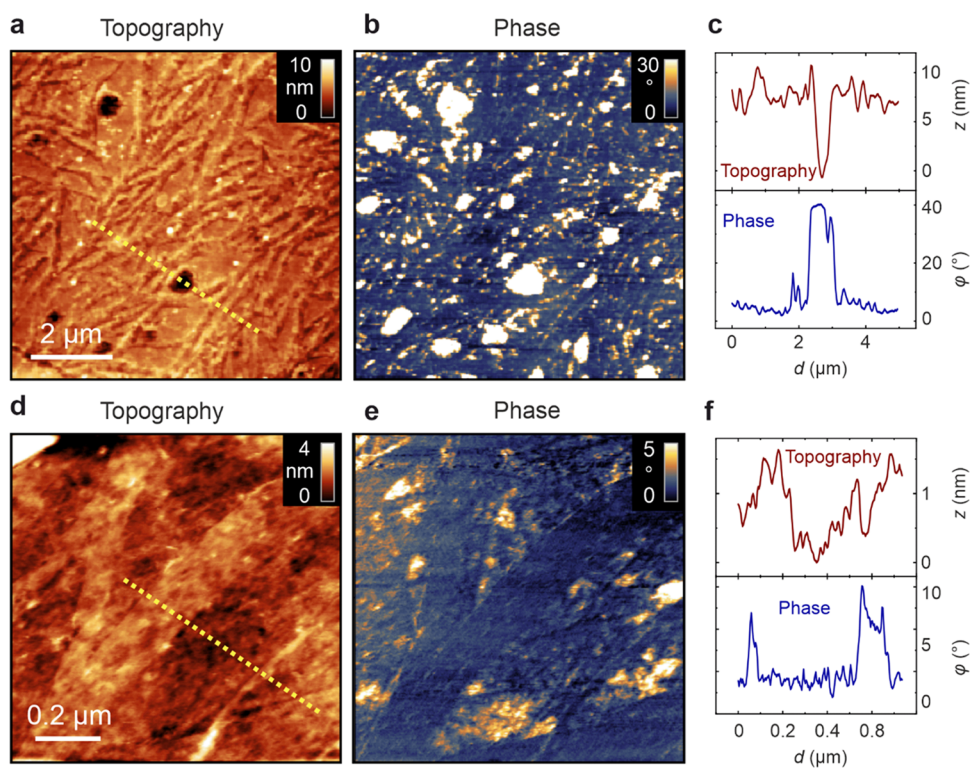 a Topography
10
nm
0
2 µm
b Phase
30
°
0
c
10
5
0
z (nm)
Topography
Phase
40
20
0
φ (°)
0 2 4
d (µm)
d Topography
4
nm
0
0.2 µm
e Phase
5
°
0
f
Topography
1
0
z (nm)
Phase
10
5
0
φ (°)
0 0.2 0.4 0.8
d (µm)